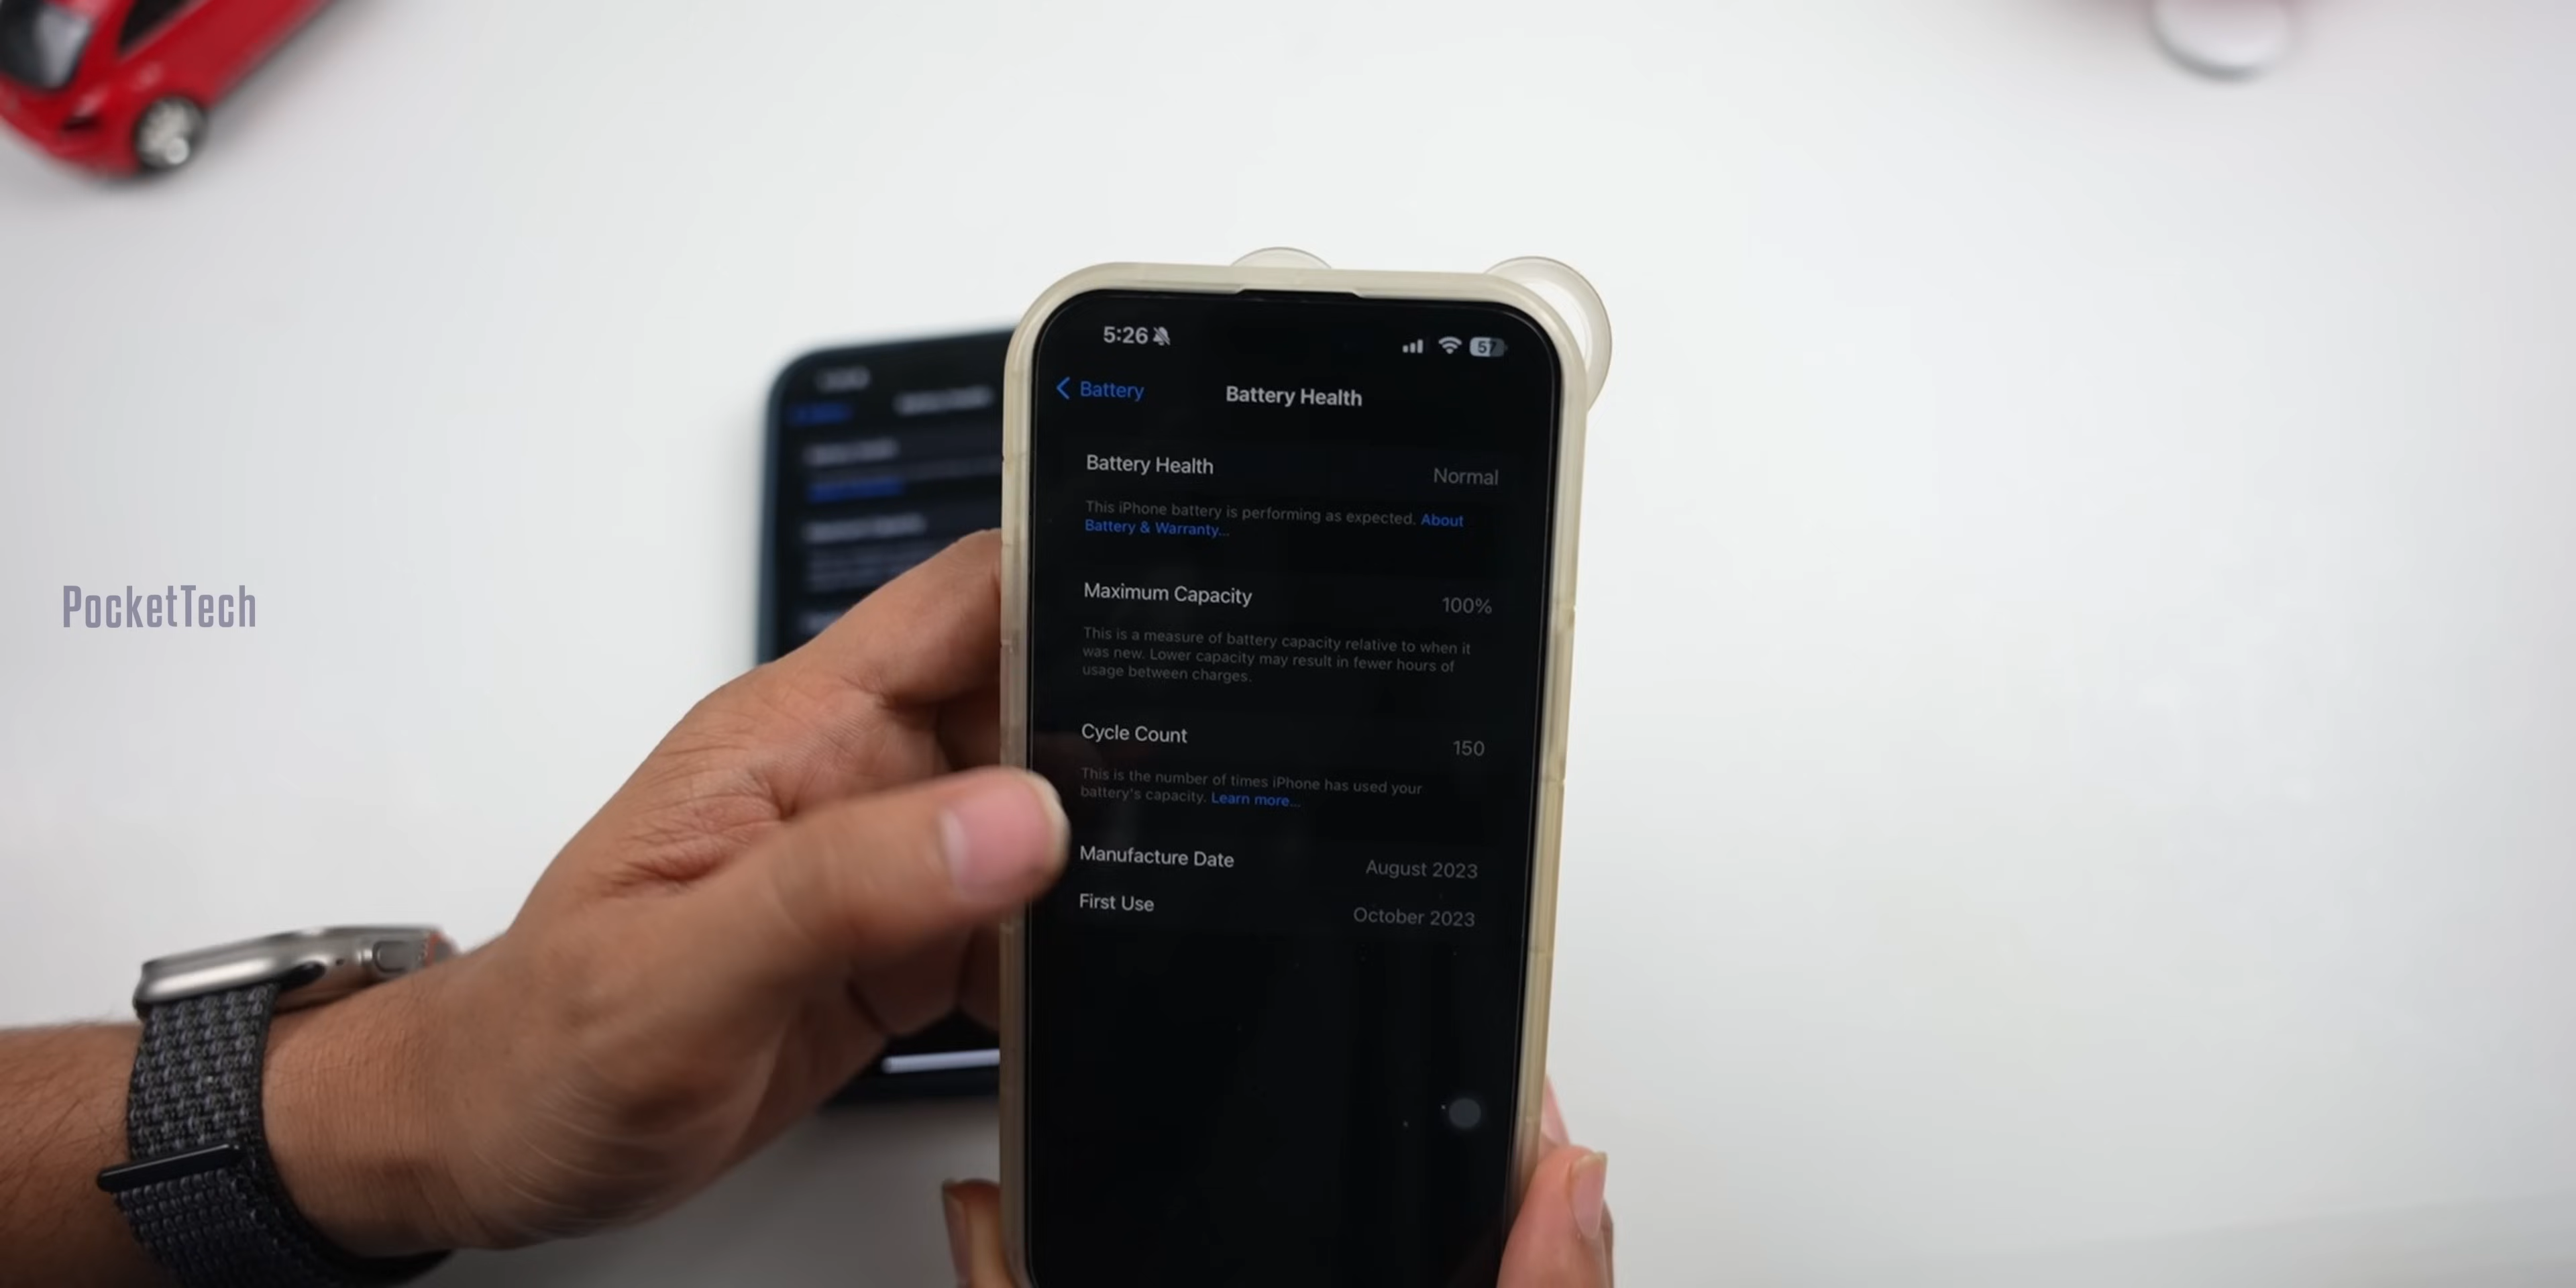 5:26
57
Battery
Battery Health
Battery Health
Normal
This iPhone battery is performing as expected. About
Battery & Warranty...
Maximum Capacity
100%
This is a measure of battery capacity relative to when it
was new. Lower capacity may result in fewer hours of
usage between charges.
Cycle Count
150
This is the number of times iPhone has used your
battery's capacity. Learn more...
Manufacture Date
August 2023
First Use
October 2023
PocketTech